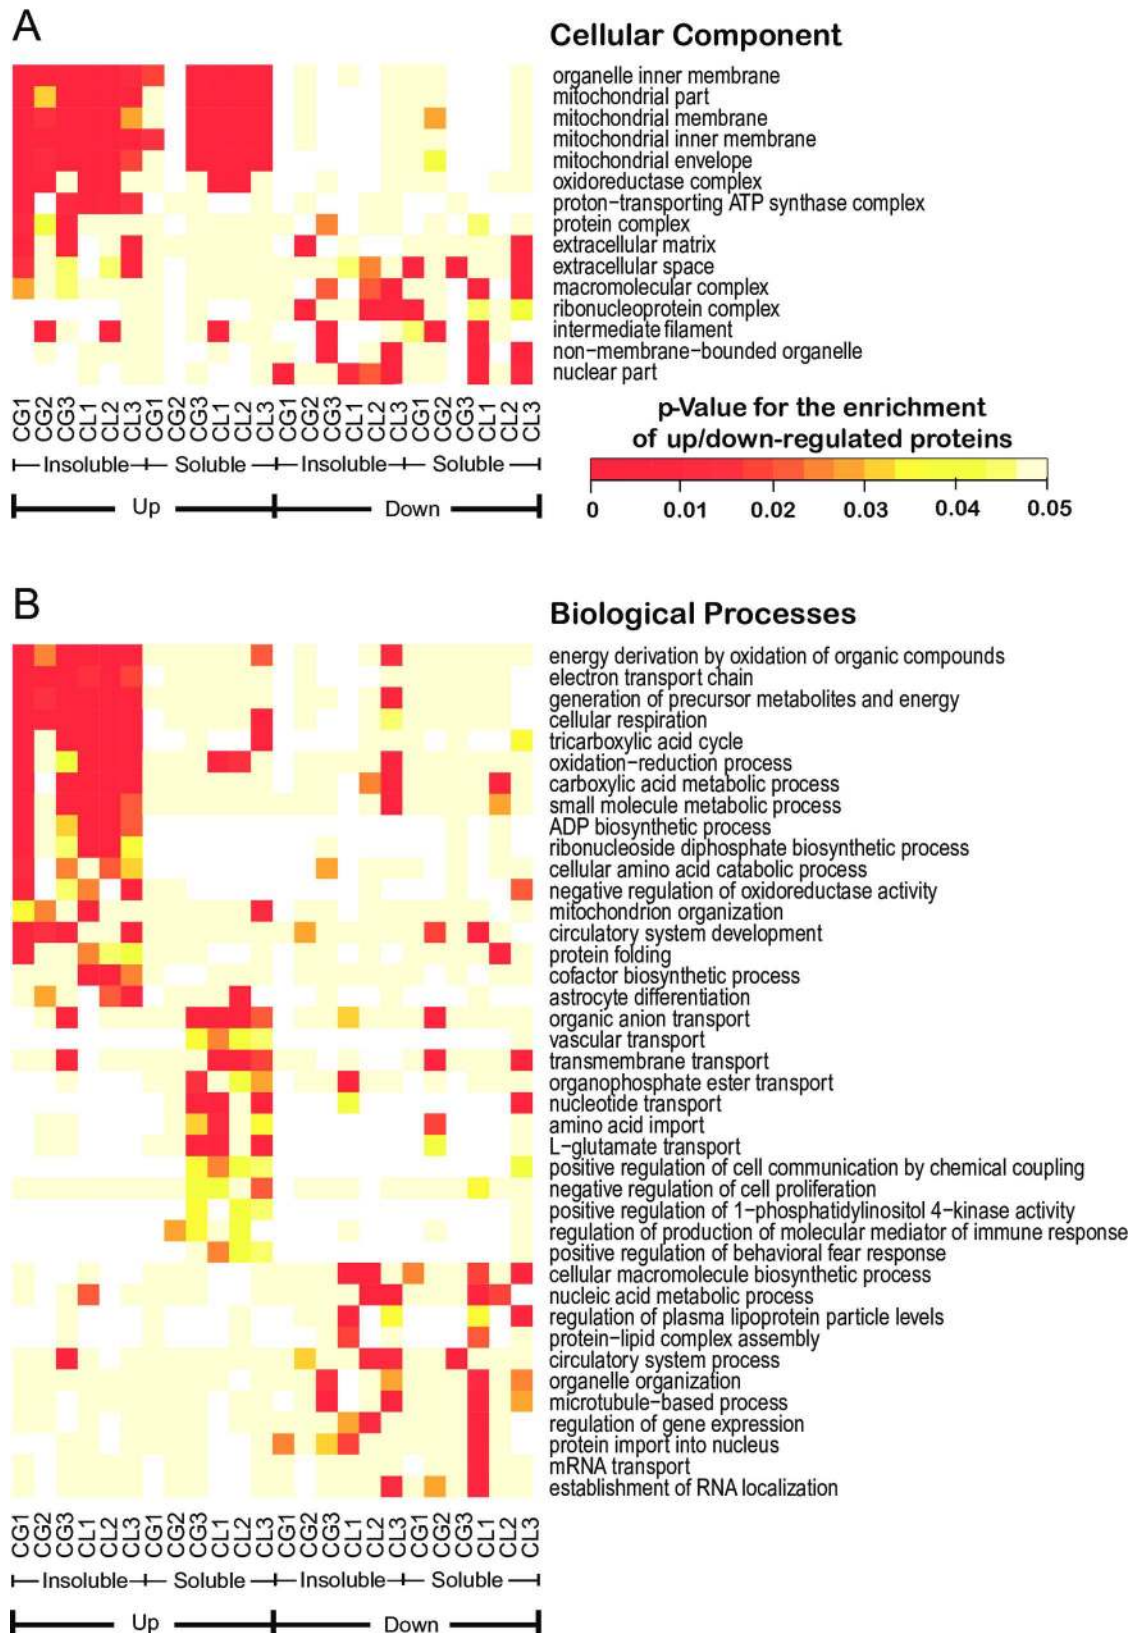 A
Cellular Component
organelle inner membrane
mitochondrial part
mitochondrial membrane
mitochondrial inner membrane
mitochondrial envelope
oxidoreductase complex
proton−transporting ATP synthase complex
protein complex
extracellular matrix
extracellular space
macromolecular complex
ribonucleoprotein complex
intermediate filament
non−membrane−bounded organelle
nuclear part
CG1 CG2 CG3 CL1 CL2 CL3 CG1 CG2 CG3 CL1 CL2 CL3 CG1 CG2 CG3 CL1 CL2 CL3 CG1 CG2 CG3 CL1 CL2 CL3
Insoluble Soluble Insoluble Soluble
Up Down
p-Value for the enrichment
of up/down-regulated proteins
0 0.01 0.02 0.03 0.04 0.05
B
Biological Processes
energy derivation by oxidation of organic compounds
electron transport chain
generation of precursor metabolites and energy
cellular respiration
tricarboxylic acid cycle
oxidation−reduction process
carboxylic acid metabolic process
small molecule metabolic process
ADP biosynthetic process
ribonucleoside diphosphate biosynthetic process
cellular amino acid catabolic process
negative regulation of oxidoreductase activity
mitochondrion organization
circulatory system development
protein folding
cofactor biosynthetic process
astrocyte differentiation
organic anion transport
vascular transport
transmembrane transport
organophosphate ester transport
nucleotide transport
amino acid import
L−glutamate transport
positive regulation of cell communication by chemical coupling
negative regulation of cell proliferation
positive regulation of 1−phosphatidylinositol 4−kinase activity
regulation of production of molecular mediator of immune response
positive regulation of behavioral fear response
cellular macromolecule biosynthetic process
nucleic acid metabolic process
regulation of plasma lipoprotein particle levels
protein−lipid complex assembly
circulatory system process
organelle organization
microtubule−based process
regulation of gene expression
protein import into nucleus
mRNA transport
establishment of RNA localization
CG1 CG2 CG3 CL1 CL2 CL3 CG1 CG2 CG3 CL1 CL2 CL3 CG1 CG2 CG3 CL1 CL2 CL3 CG1 CG2 CG3 CL1 CL2 CL3
Insoluble Soluble Insoluble Soluble
Up Down